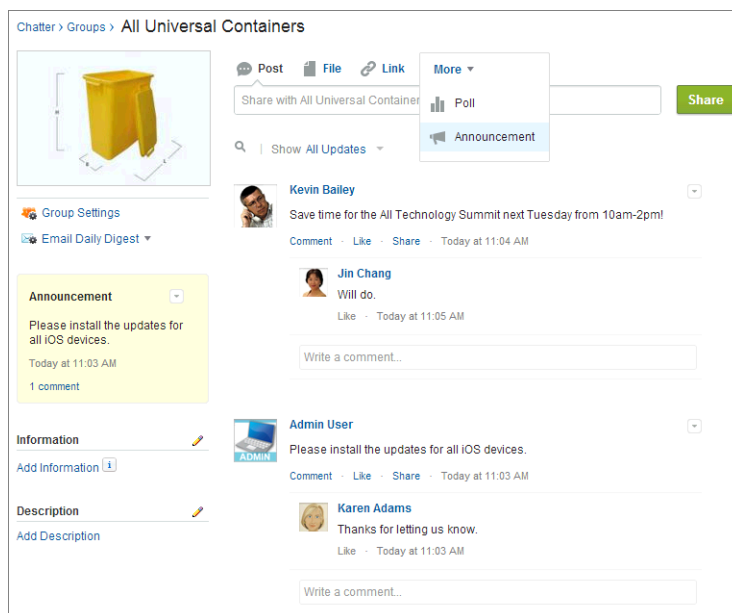 Chatter > Groups > All Universal Containers
Post
File
Link
More
Poll
Announcement
Share with All Universal Container
Share
Show All Updates
H
B
L
Group Settings
Email Daily Digest
Announcement
Please install the updates for
all iOS devices.
Today at 11:03 AM
1 comment
Information
Add Information i
Description
Add Description
Kevin Bailey
Save time for the All Technology Summit next Tuesday from 10am-2pm!
Comment · Like · Share · Today at 11:04 AM
Jin Chang
Will do.
Like · Today at 11:05 AM
Write a comment...
Admin User
ADMIN
Please install the updates for all iOS devices.
Comment · Like · Share · Today at 11:03 AM
Karen Adams
Thanks for letting us know.
Like · Today at 11:03 AM
Write a comment...